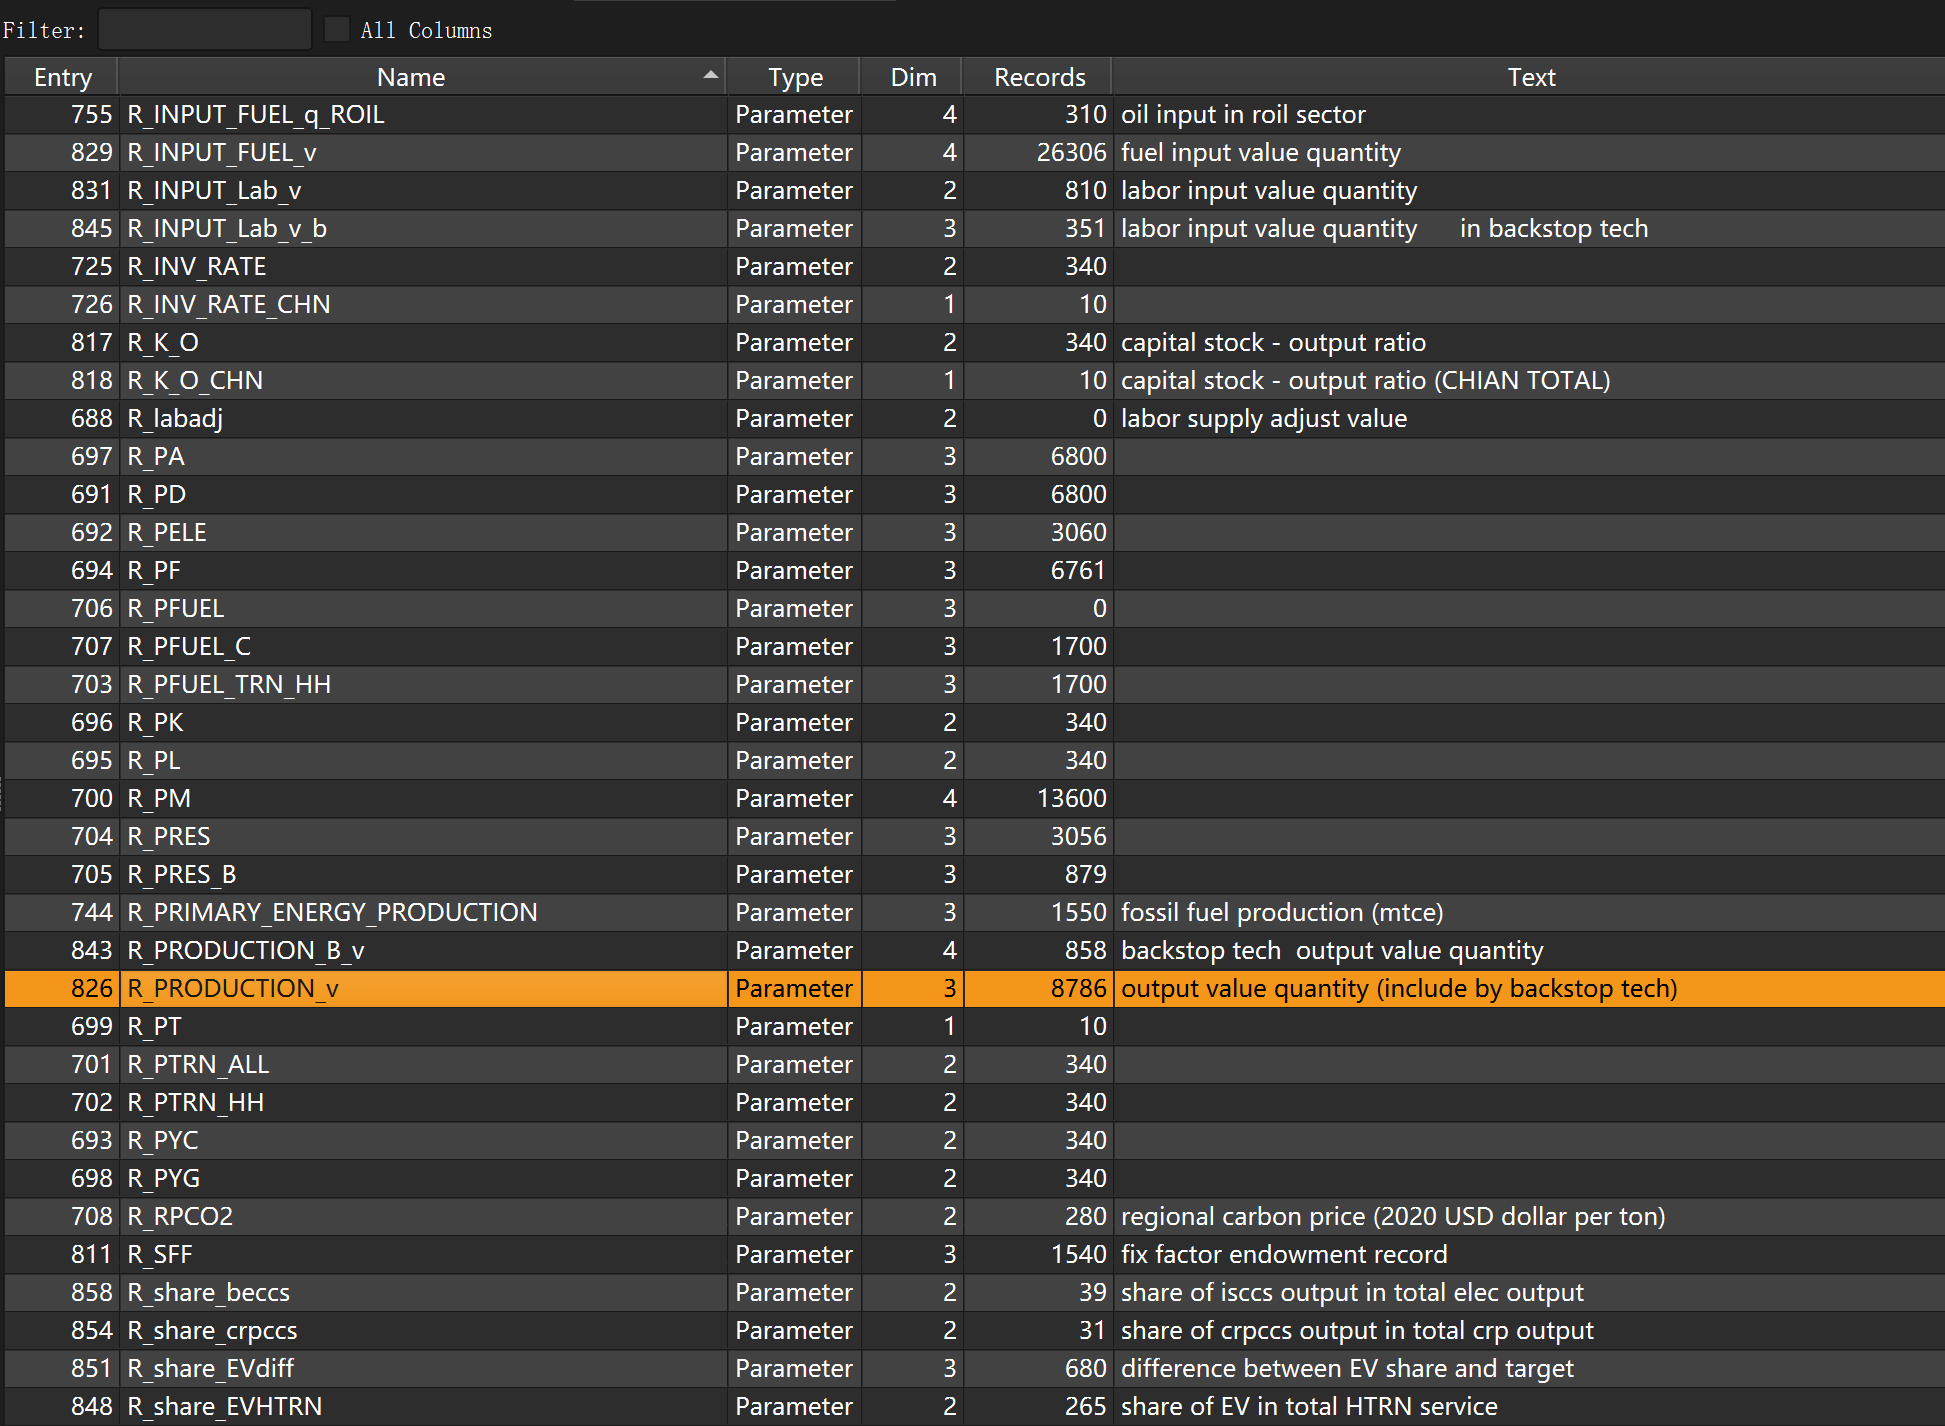 Filter: All Columns
Entry Name Type Dim Records Text
755 R_INPUT_FUEL_q_ROIL Parameter 4 310 oil input in roil sector
829 R_INPUT_FUEL_v Parameter 4 26306 fuel input value quantity
831 R_INPUT_Lab_v Parameter 2 810 labor input value quantity
845 R_INPUT_Lab_v_b Parameter 3 351 labor input value quantity in backstop tech
725 R_INV_RATE Parameter 2 340
726 R_INV_RATE_CHN Parameter 1 10
817 R_K_O Parameter 2 340 capital stock - output ratio
818 R_K_O_CHN Parameter 1 10 capital stock - output ratio (CHIAN TOTAL)
688 R_labadj Parameter 2 0 labor supply adjust value
697 R_PA Parameter 3 6800
691 R_PD Parameter 3 6800
692 R_PELE Parameter 3 3060
694 R_PF Parameter 3 6761
706 R_PFUEL Parameter 3 0
707 R_PFUEL_C Parameter 3 1700
703 R_PFUEL_TRN_HH Parameter 3 1700
696 R_PK Parameter 2 340
695 R_PL Parameter 2 340
700 R_PM Parameter 4 13600
704 R_PRES Parameter 3 3056
705 R_PRES_B Parameter 3 879
744 R_PRIMARY_ENERGY_PRODUCTION Parameter 3 1550 fossil fuel production (mtce)
843 R_PRODUCTION_B_v Parameter 4 858 backstop tech output value quantity
826 R_PRODUCTION_v Parameter 3 8786 output value quantity (include by backstop tech)
699 R_PT Parameter 1 10
701 R_PTRN_ALL Parameter 2 340
702 R_PTRN_HH Parameter 2 340
693 R_PYC Parameter 2 340
698 R_PYG Parameter 2 340
708 R_RPCO2 Parameter 2 280 regional carbon price (2020 USD dollar per ton)
811 R_SFF Parameter 3 1540 fix factor endowment record
858 R_share_beccs Parameter 2 39 share of isccs output in total elec output
854 R_share_crpccs Parameter 2 31 share of crpccs output in total crp output
851 R_share_EVdiff Parameter 3 680 difference between EV share and target
848 R_share_EVHTRN Parameter 2 265 share of EV in total HTRN service